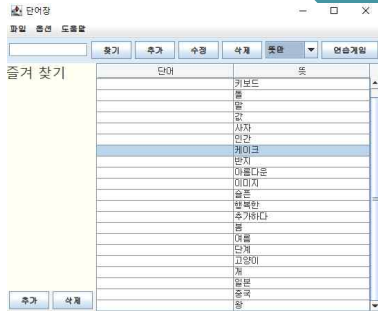 단어장
파일 옵션 도움말
찾기 추가 수정 삭제 뜻만 연습게임
즐겨 찾기
단어 뜻
키보드
돌
말
값
사자
인간
케이크
반지
아름다운
이미지
슬픈
행복한
추가하다
봄
여름
단계
고양이
개
일본
중국
왕
추가 삭제